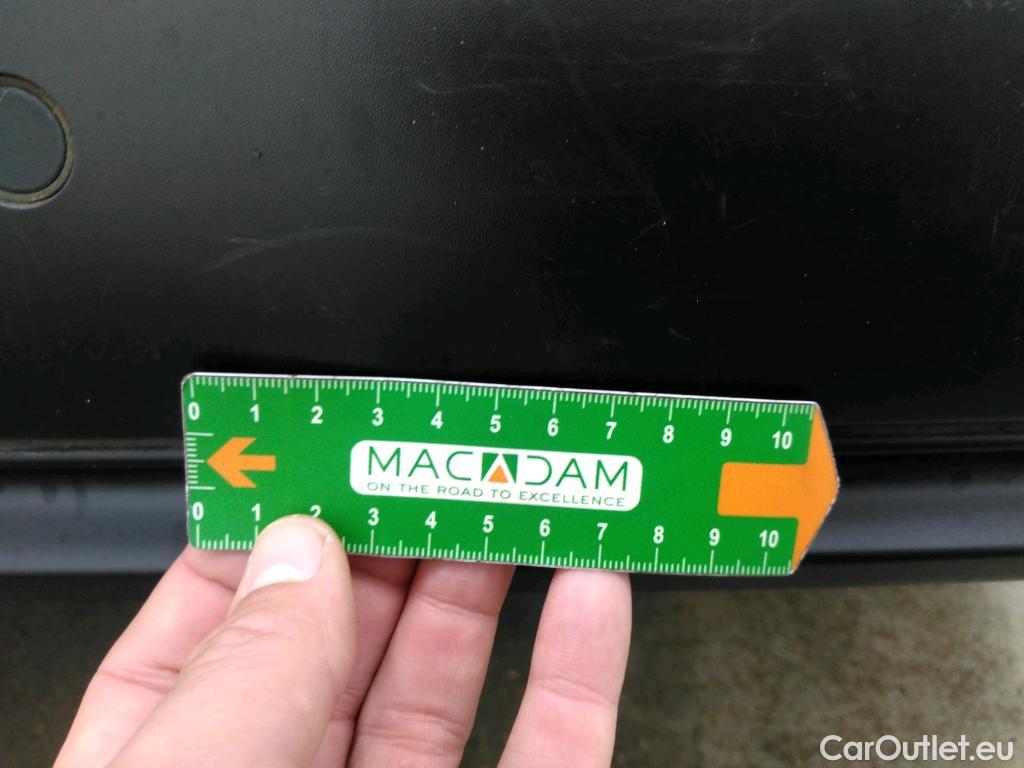 0 1 2 3 4 5 6 7 8 9 10
MACADAM
ON THE ROAD TO EXCELLENCE
0 1 2 3 4 5 6 7 8 9 10
CarOutlet.eu